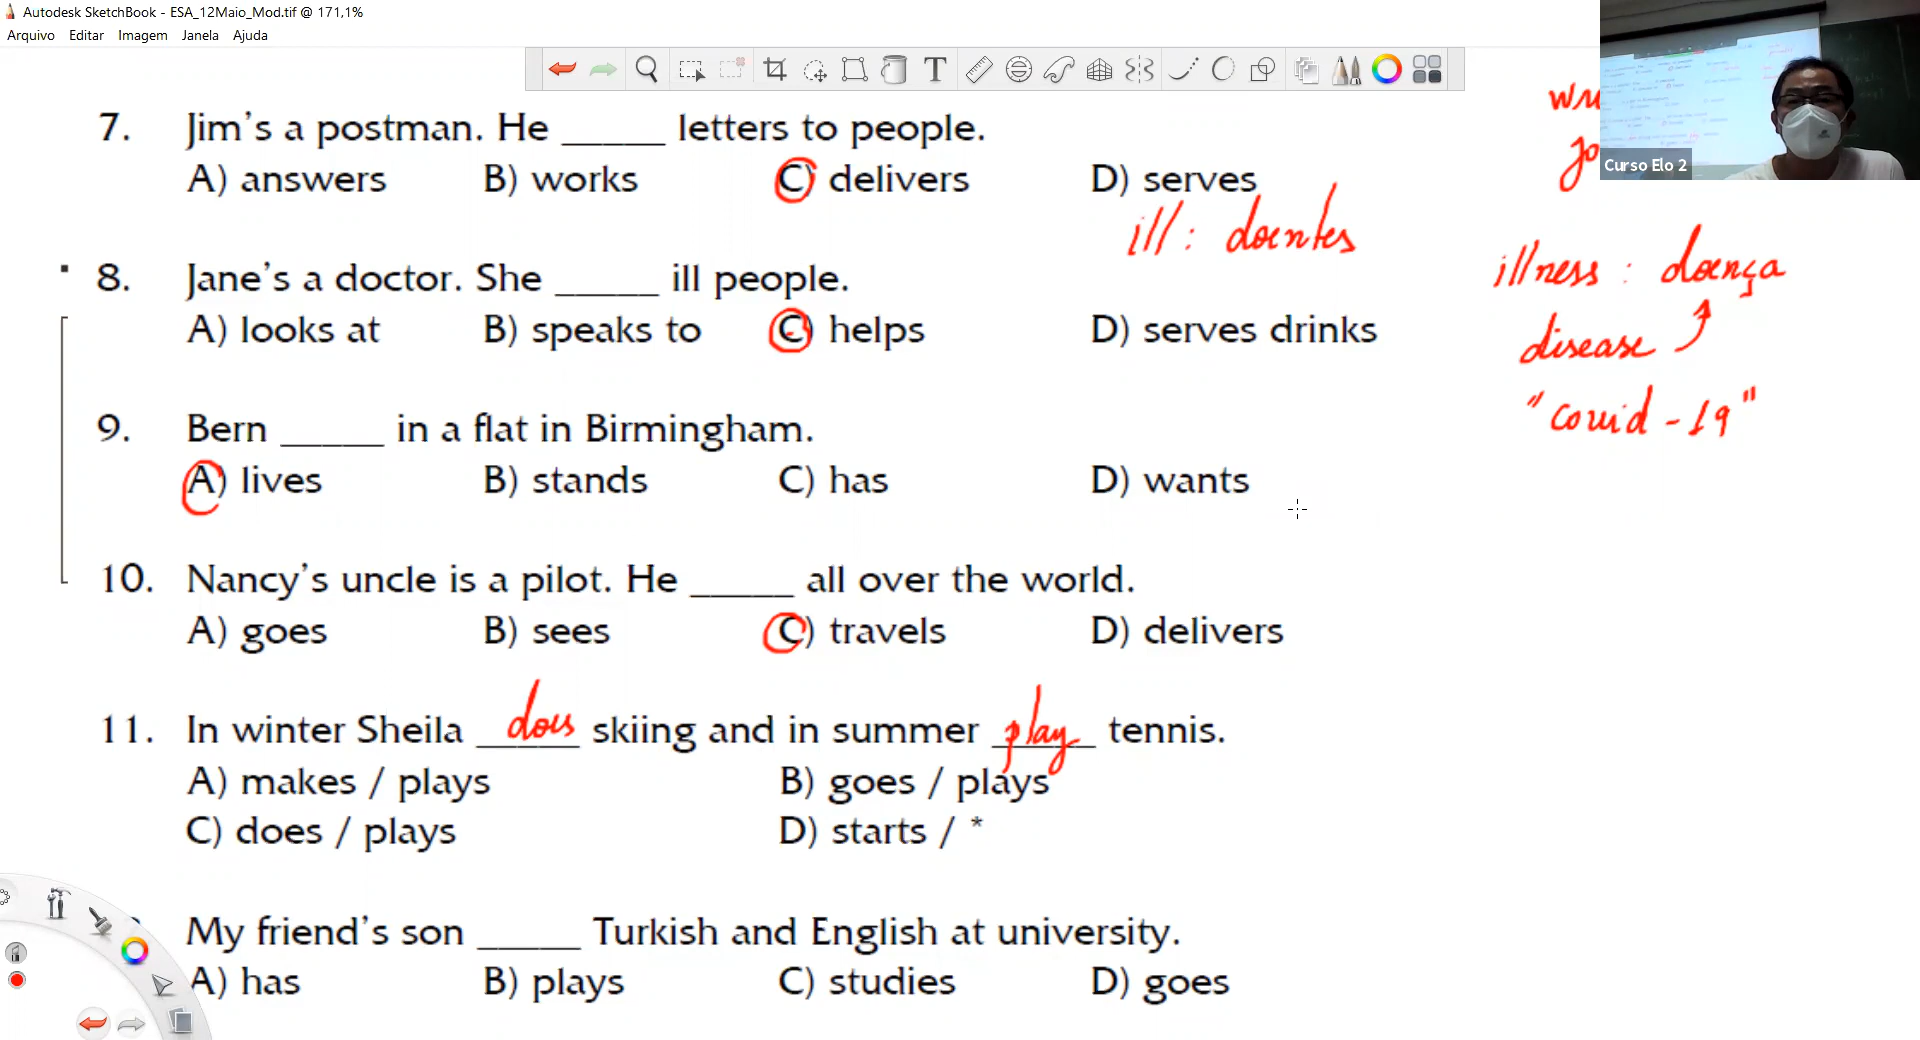 Autodesk SketchBook - ESA_12Maio_Mod.tif @ 171,1%
Arquivo Editar Imagem Janela Ajuda
Curso Elo 2
7. Jim's a postman. He _____ letters to people.
A) answers B) works C) delivers D) serves
ill : doentes
illness : doença
disease
"covid-19"
8. Jane's a doctor. She _____ ill people.
A) looks at B) speaks to C) helps D) serves drinks
9. Bern _____ in a flat in Birmingham.
A) lives B) stands C) has D) wants
10. Nancy's uncle is a pilot. He _____ all over the world.
A) goes B) sees C) travels D) delivers
11. In winter Sheila does skiing and in summer play tennis.
A) makes / plays B) goes / plays
C) does / plays D) starts / *
My friend's son _____ Turkish and English at university.
A) has B) plays C) studies D) goes